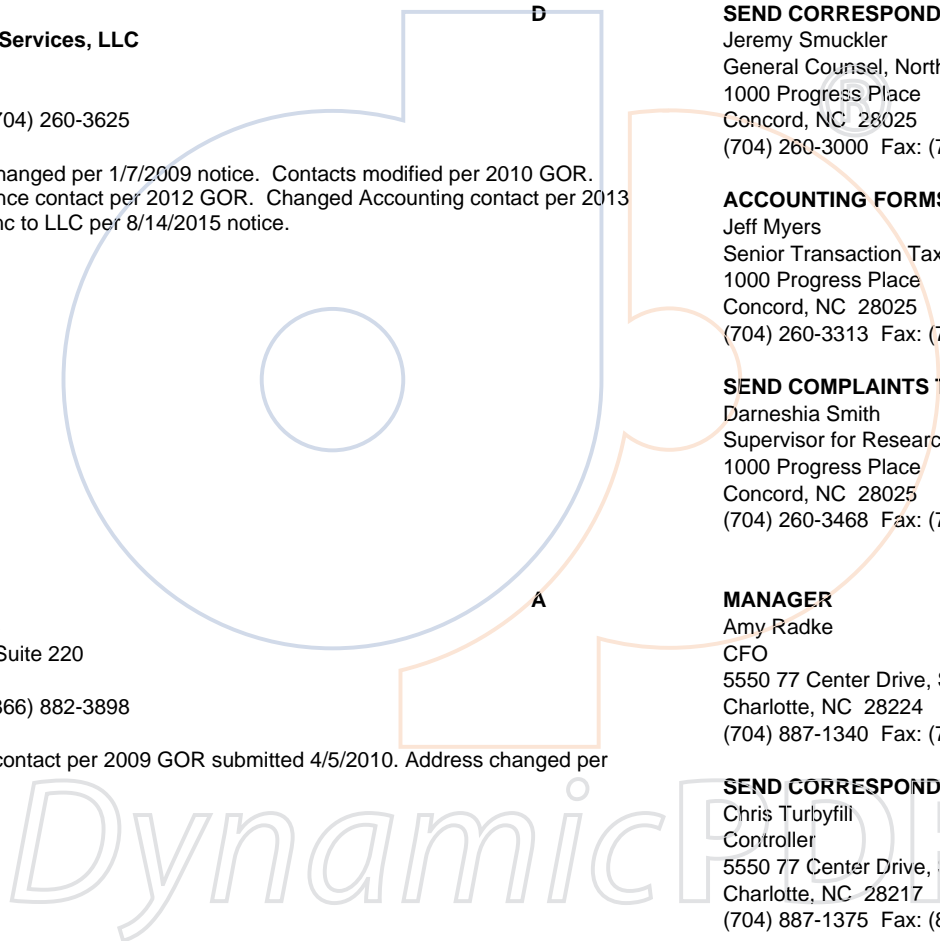 D
Services, LLC
704) 260-3625
hanged per 1/7/2009 notice. Contacts modified per 2010 GOR.
nce contact per 2012 GOR. Changed Accounting contact per 2013
nc to LLC per 8/14/2015 notice.
SEND CORRESPOND
Jeremy Smuckler
General Counsel, North
1000 Progress Place
Concord, NC 28025
(704) 260-3000 Fax: (7
ACCOUNTING FORMS
Jeff Myers
Senior Transaction Tax
1000 Progress Place
Concord, NC 28025
(704) 260-3313 Fax: (7
SEND COMPLAINTS T
Darneshia Smith
Supervisor for Researc
1000 Progress Place
Concord, NC 28025
(704) 260-3468 Fax: (7
A
Suite 220
866) 882-3898
contact per 2009 GOR submitted 4/5/2010. Address changed per
MANAGER
Amy Radke
CFO
5550 77 Center Drive, S
Charlotte, NC 28224
(704) 887-1340 Fax: (7
SEND CORRESPOND
Chris Turbyfill
Controller
5550 77 Center Drive, S
Charlotte, NC 28217
(704) 887-1375 Fax: (8
DynamicPDF
®